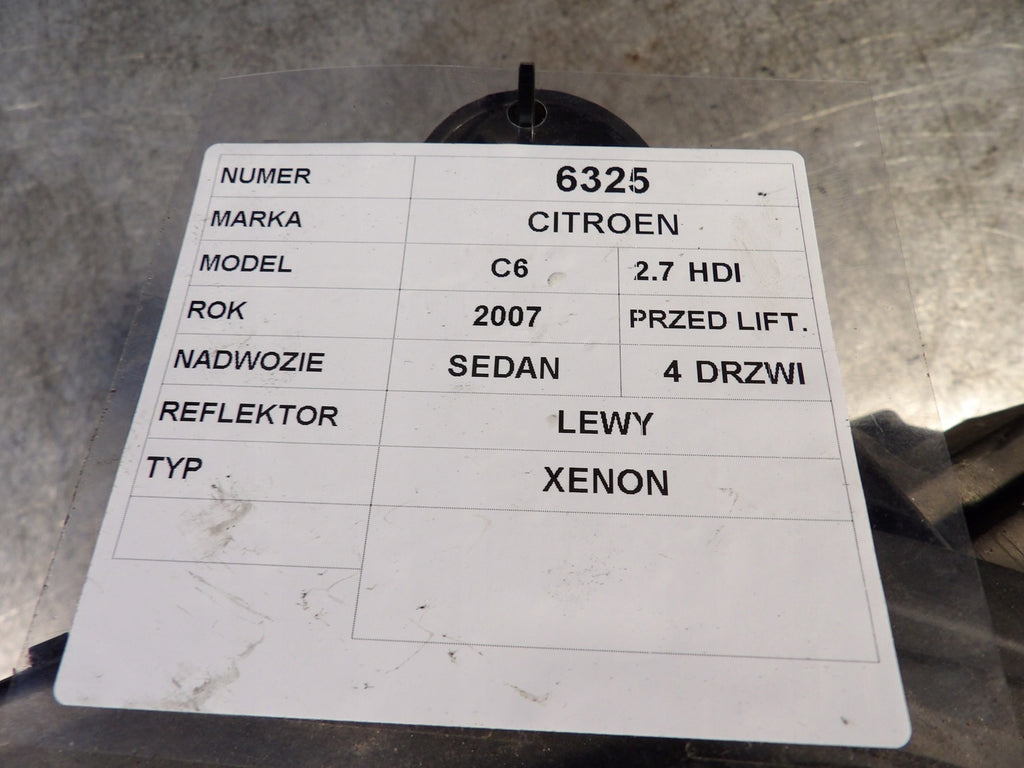 NUMER 6325
MARKA CITROEN
MODEL C6 2.7 HDI
ROK 2007 PRZED LIFT.
NADWOZIE SEDAN 4 DRZWI
REFLEKTOR LEWY
TYP XENON